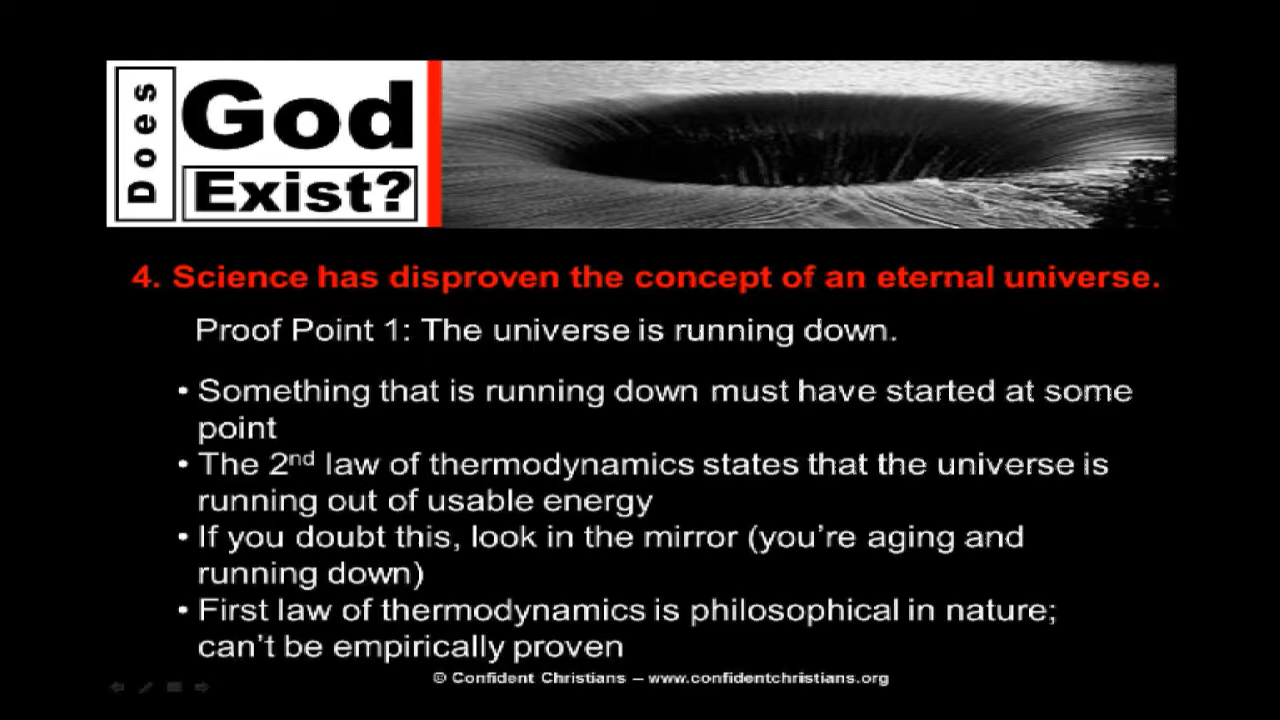 Does
God
Exist?
4. Science has disproven the concept of an eternal universe.
Proof Point 1: The universe is running down.
• Something that is running down must have started at some
point
• The 2nd law of thermodynamics states that the universe is
running out of usable energy
• If you doubt this, look in the mirror (you’re aging and
running down)
• First law of thermodynamics is philosophical in nature;
can’t be empirically proven
© Confident Christians – www.confidentchristians.org